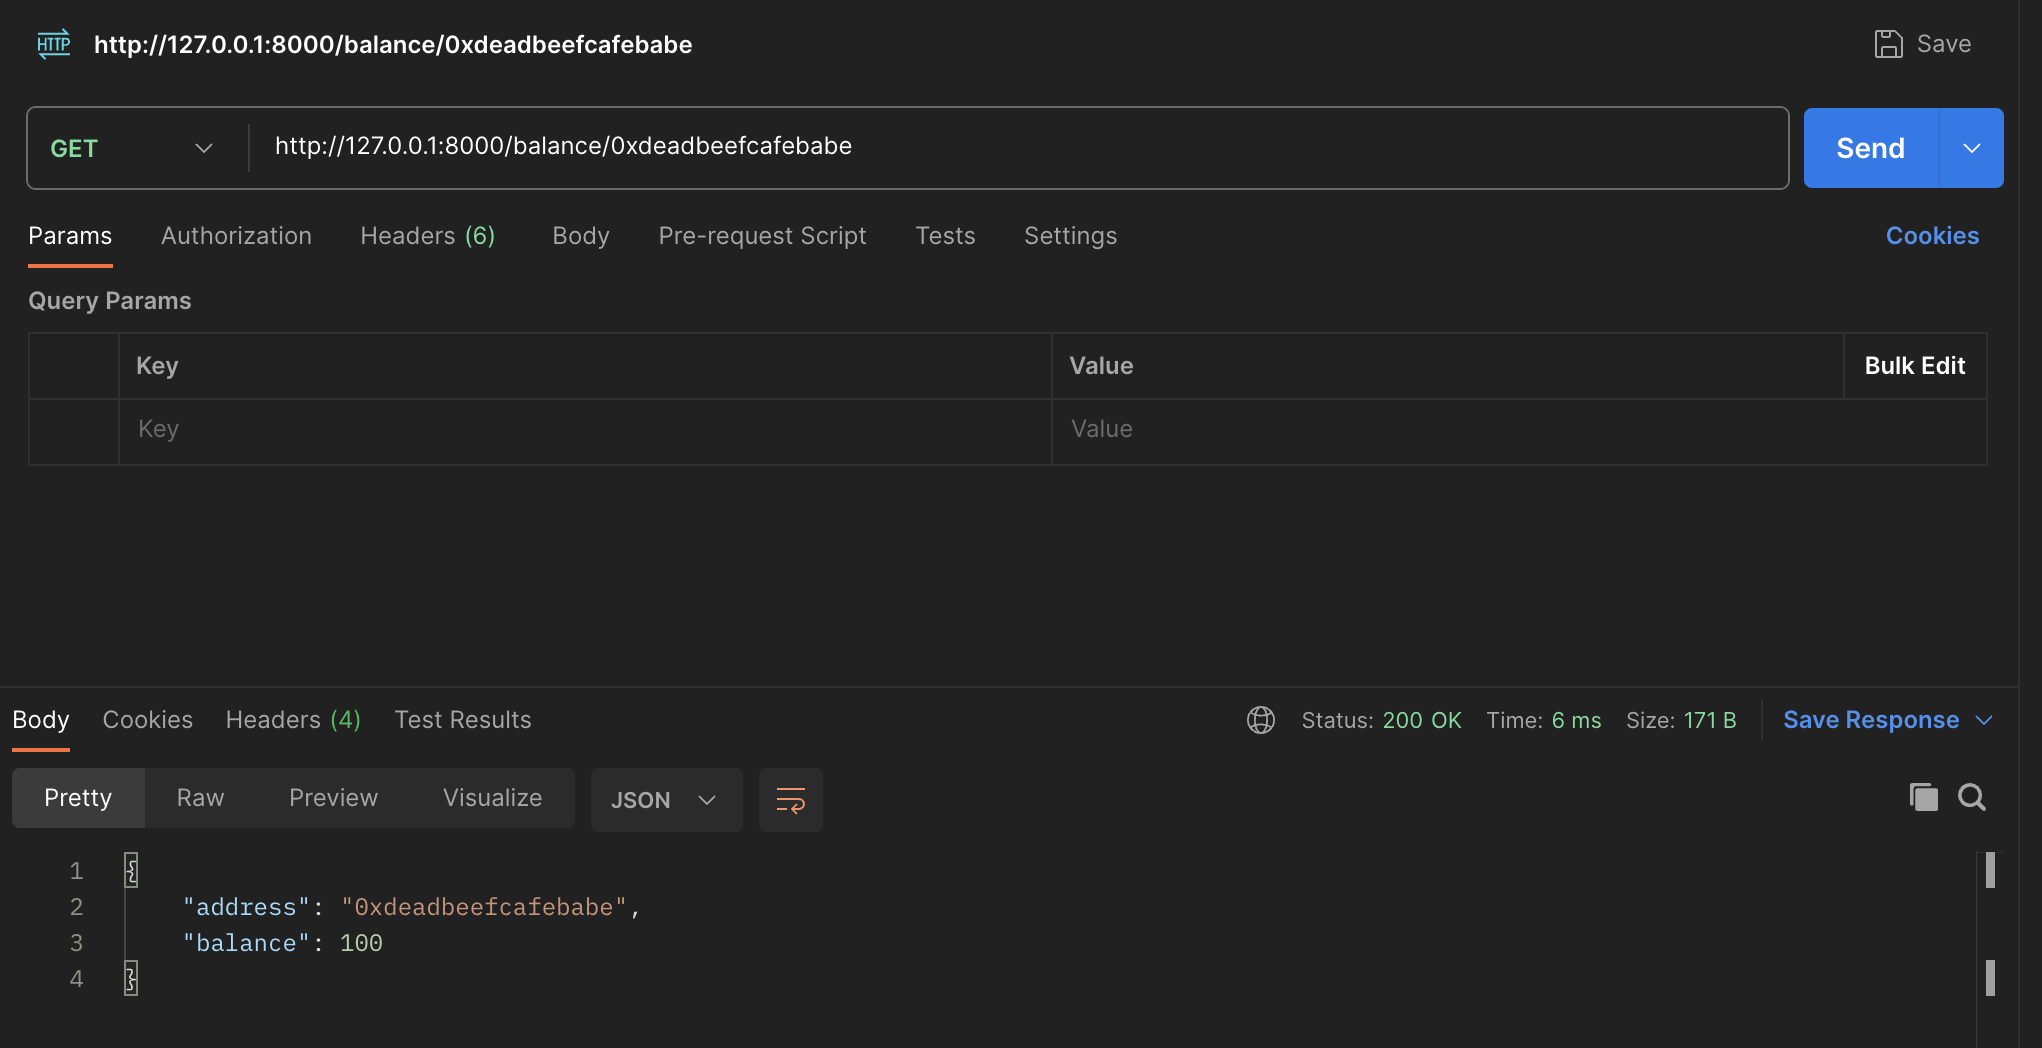 HTTP http://127.0.0.1:8000/balance/0xdeadbeefcafebabe Save
GET http://127.0.0.1:8000/balance/0xdeadbeefcafebabe Send
Params Authorization Headers (6) Body Pre-request Script Tests Settings Cookies
Query Params
Key Value Bulk Edit
Key Value
Body Cookies Headers (4) Test Results Status: 200 OK Time: 6 ms Size: 171 B Save Response
Pretty Raw Preview Visualize JSON
1 {
2 "address": "0xdeadbeefcafebabe",
3 "balance": 100
4 }